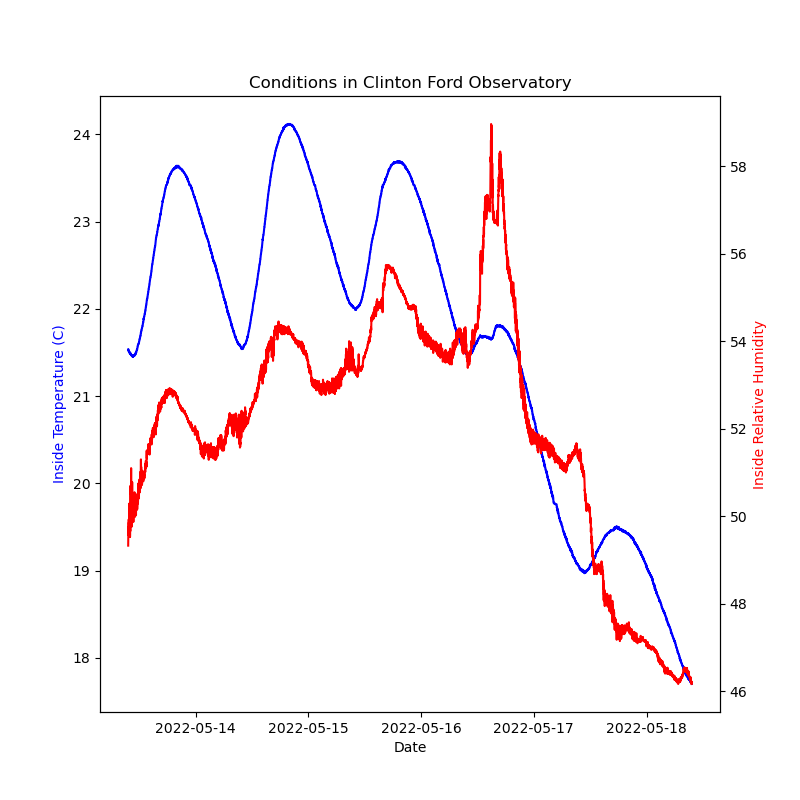 Conditions in Clinton Ford Observatory
24
23
22
21
20
19
18
Inside Temperature (C)
58
56
54
52
50
48
46
Inside Relative Humidity
2022-05-14 2022-05-15 2022-05-16 2022-05-17 2022-05-18
Date